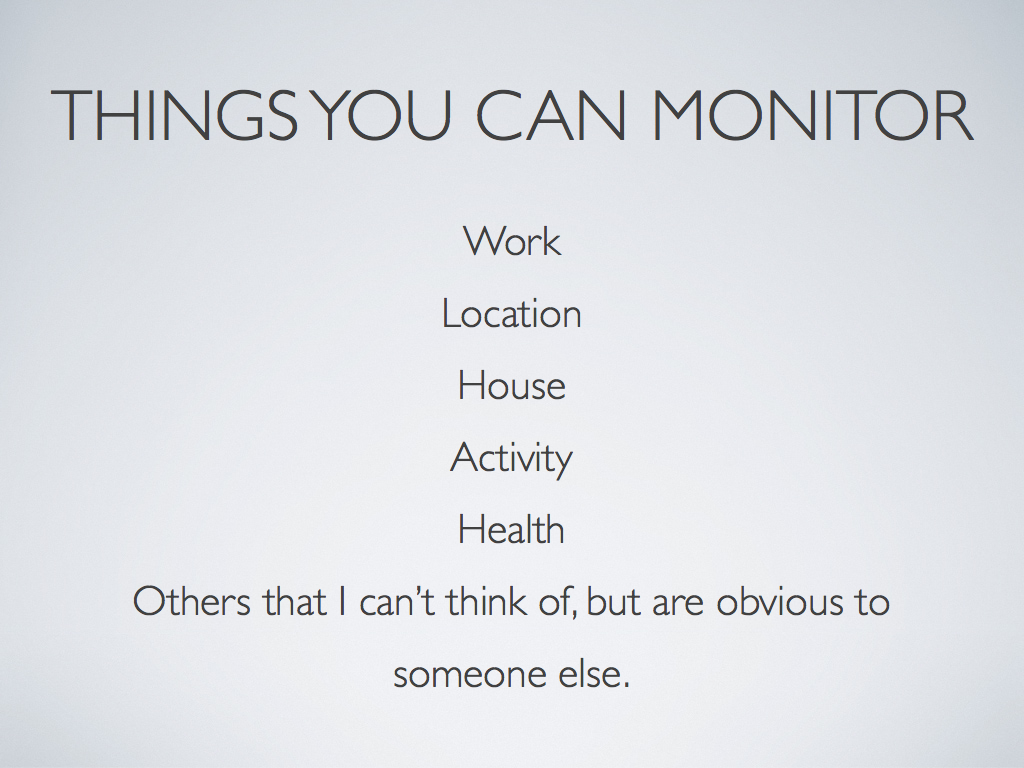 THINGS YOU CAN MONITOR
Work
Location
House
Activity
Health
Others that I can’t think of, but are obvious to
someone else.